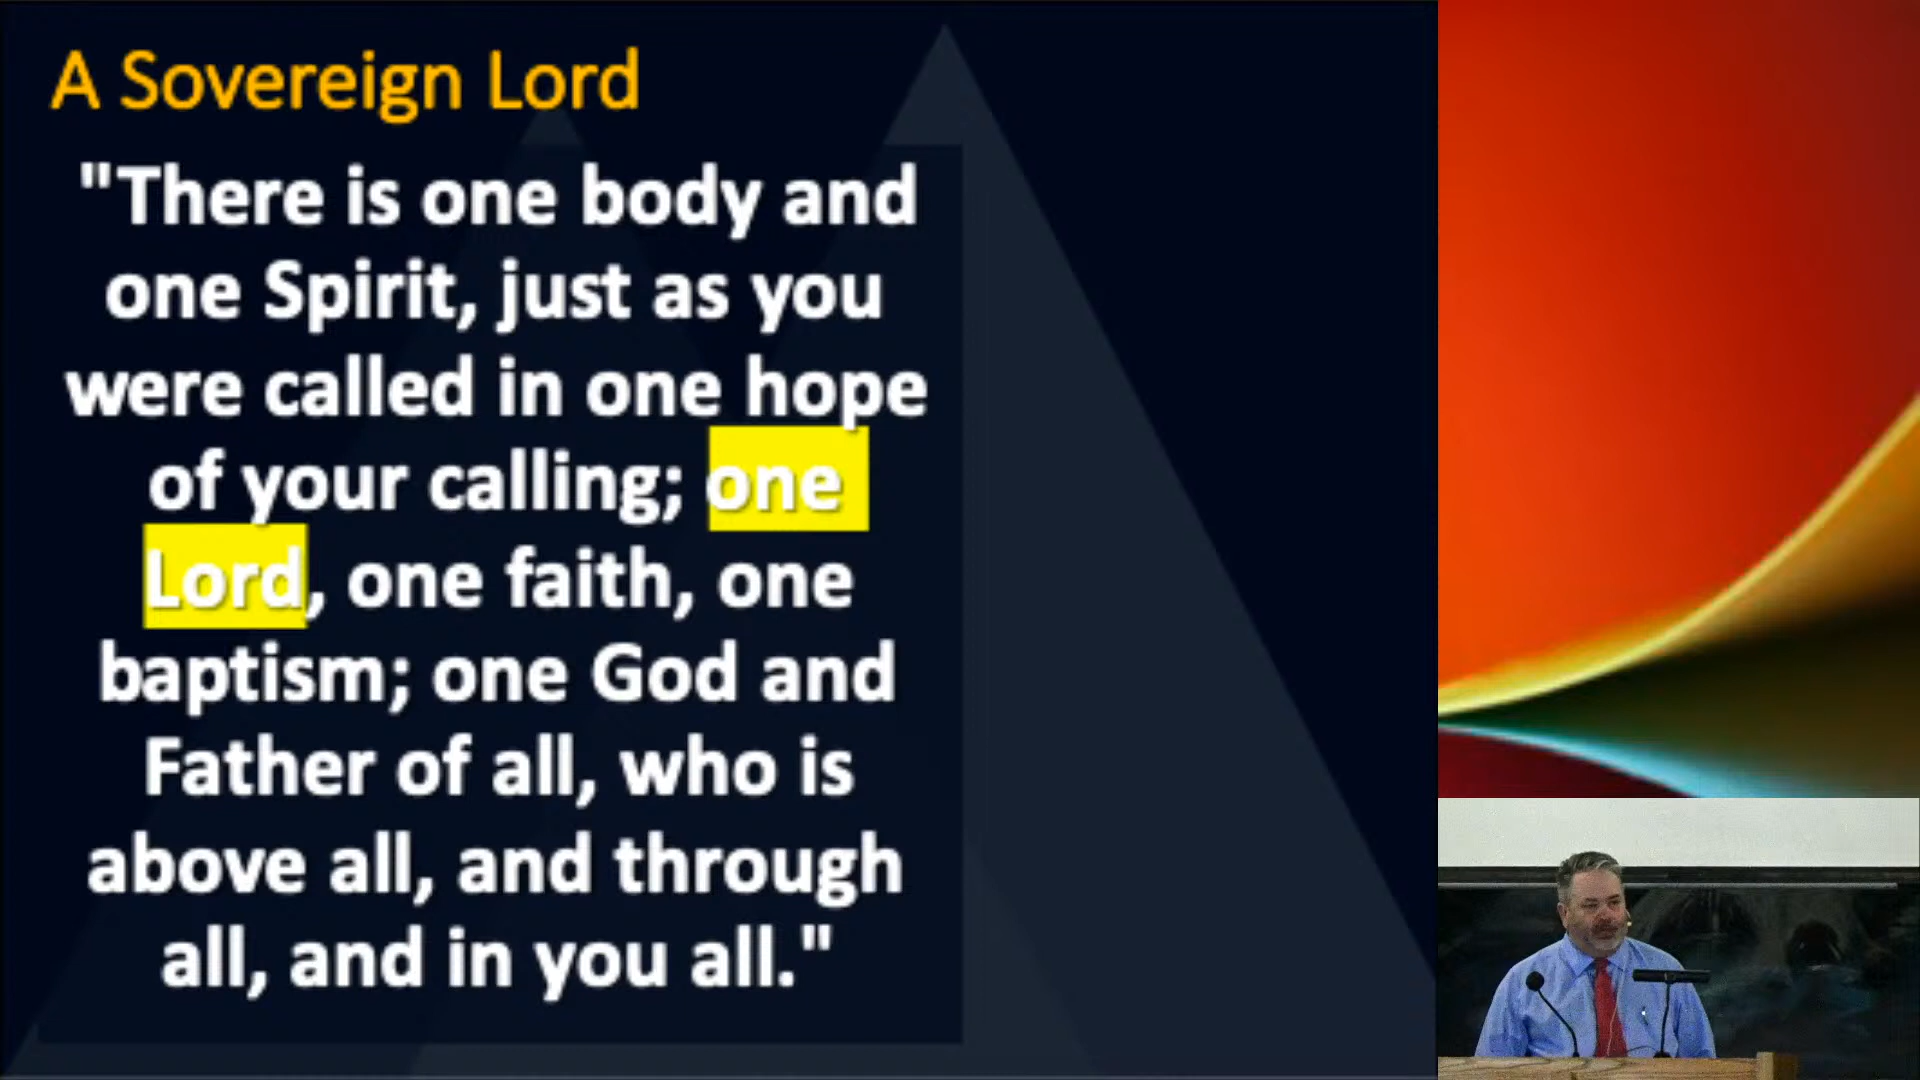 A Sovereign Lord
"There is one body and
one Spirit, just as you
were called in one hope
of your calling; one
Lord, one faith, one
baptism; one God and
Father of all, who is
above all, and through
all, and in you all."